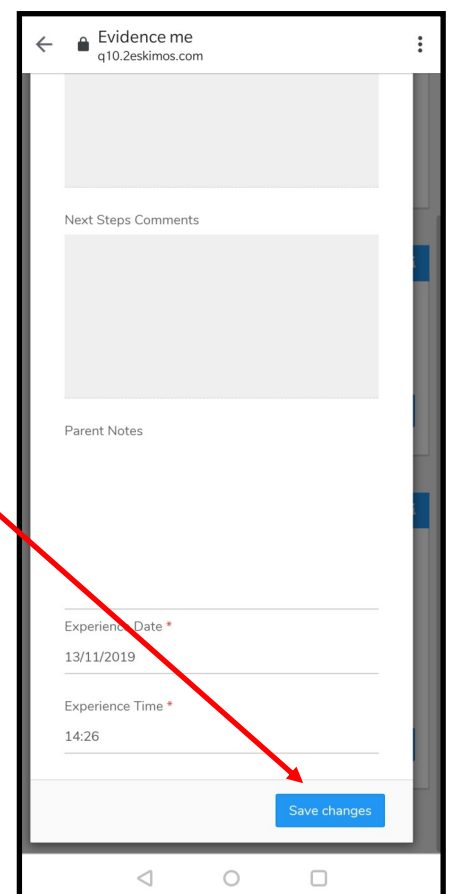 Evidence me
q10.2eskimos.com
Next Steps Comments
Parent Notes
Experience Date *
13/11/2019
Experience Time *
14:26
Save changes